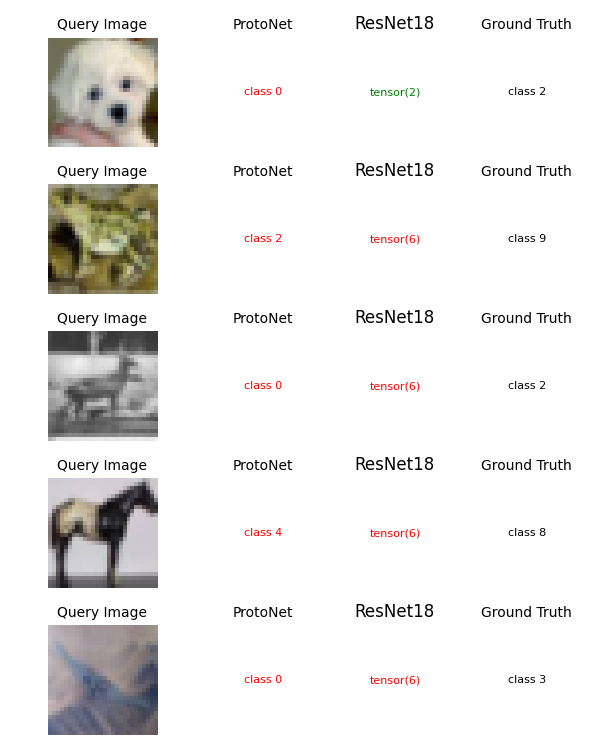 Query Image ProtoNet ResNet18 Ground Truth
class 0 tensor(2) class 2
Query Image ProtoNet ResNet18 Ground Truth
class 2 tensor(6) class 9
Query Image ProtoNet ResNet18 Ground Truth
class 0 tensor(6) class 2
Query Image ProtoNet ResNet18 Ground Truth
class 4 tensor(6) class 8
Query Image ProtoNet ResNet18 Ground Truth
class 0 tensor(6) class 3